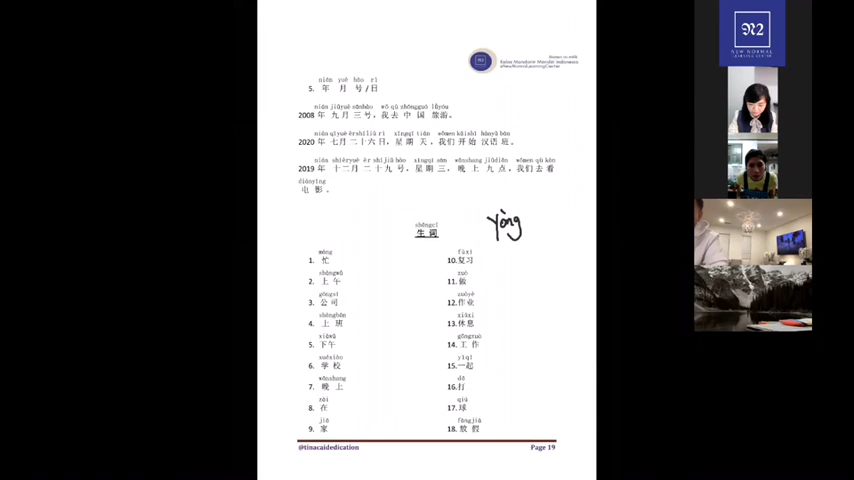 N2
NEW NORMAL
LEARNING CENTER
Kelas Mandarin Mandiri Indonesia
nián yuè hào rì
5. 年 月 号/日
nián jiǔyuè sānhào wǒ qù zhōngguó lǚyóu
2008 年 九月 三号，我去 中 国 旅游。
nián qīyuè èrshíliù rì xīngqī tiān wǒmen kāishǐ hànyǔ bān
2020 年 七月 二十六日，星 期 天，我们 开始 汉语 班。
nián shíèryuè èrshíjiǔ hào xīngqī sān wǎnshang jiǔdiǎn wǒmen qù kàn
2019 年 十二月 二十九 号，星期 三，晚 上 九 点，我们 去 看
diànyǐng
电 影。
shēngcí
生 词
yòng
máng
1. 忙
shàngwǔ
2. 上 午
gōngsī
3. 公 司
shàngbān
4. 上 班
xiàwǔ
5. 下午
xuéxiào
6. 学 校
wǎnshang
7. 晚 上
zài
8. 在
jiā
9. 家
fùxí
10.复习
zuò
11.做
zuòyè
12.作业
xiūxi
13.休息
gōngzuò
14.工 作
yīqǐ
15.一起
dǎ
16.打
qiú
17.球
fàngjià
18.放 假
@tinacaidedication
Page 19